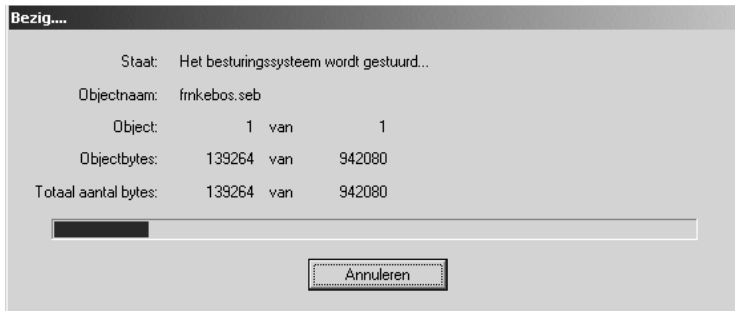 Bezig....
Staat: Het besturingssysteem wordt gestuurd...
Objectnaam: frnkebos.seb
Object: 1 van 1
Objectbytes: 139264 van 942080
Totaal aantal bytes: 139264 van 942080
Annuleren